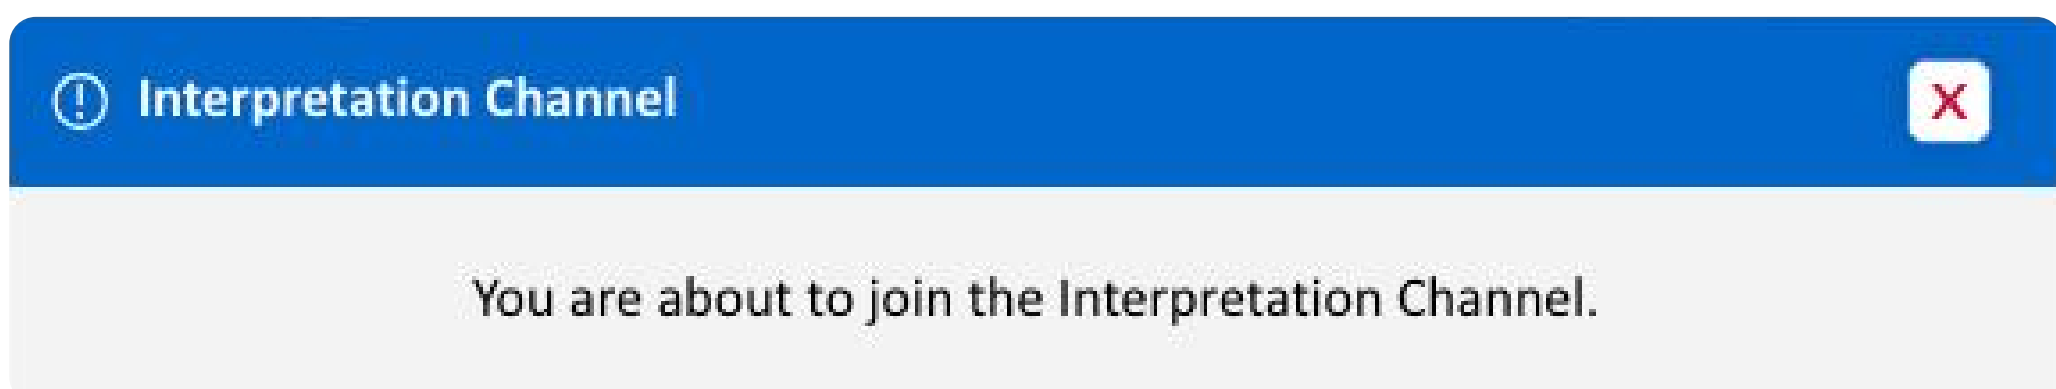 Interpretation Channel
You are about to join the Interpretation Channel.